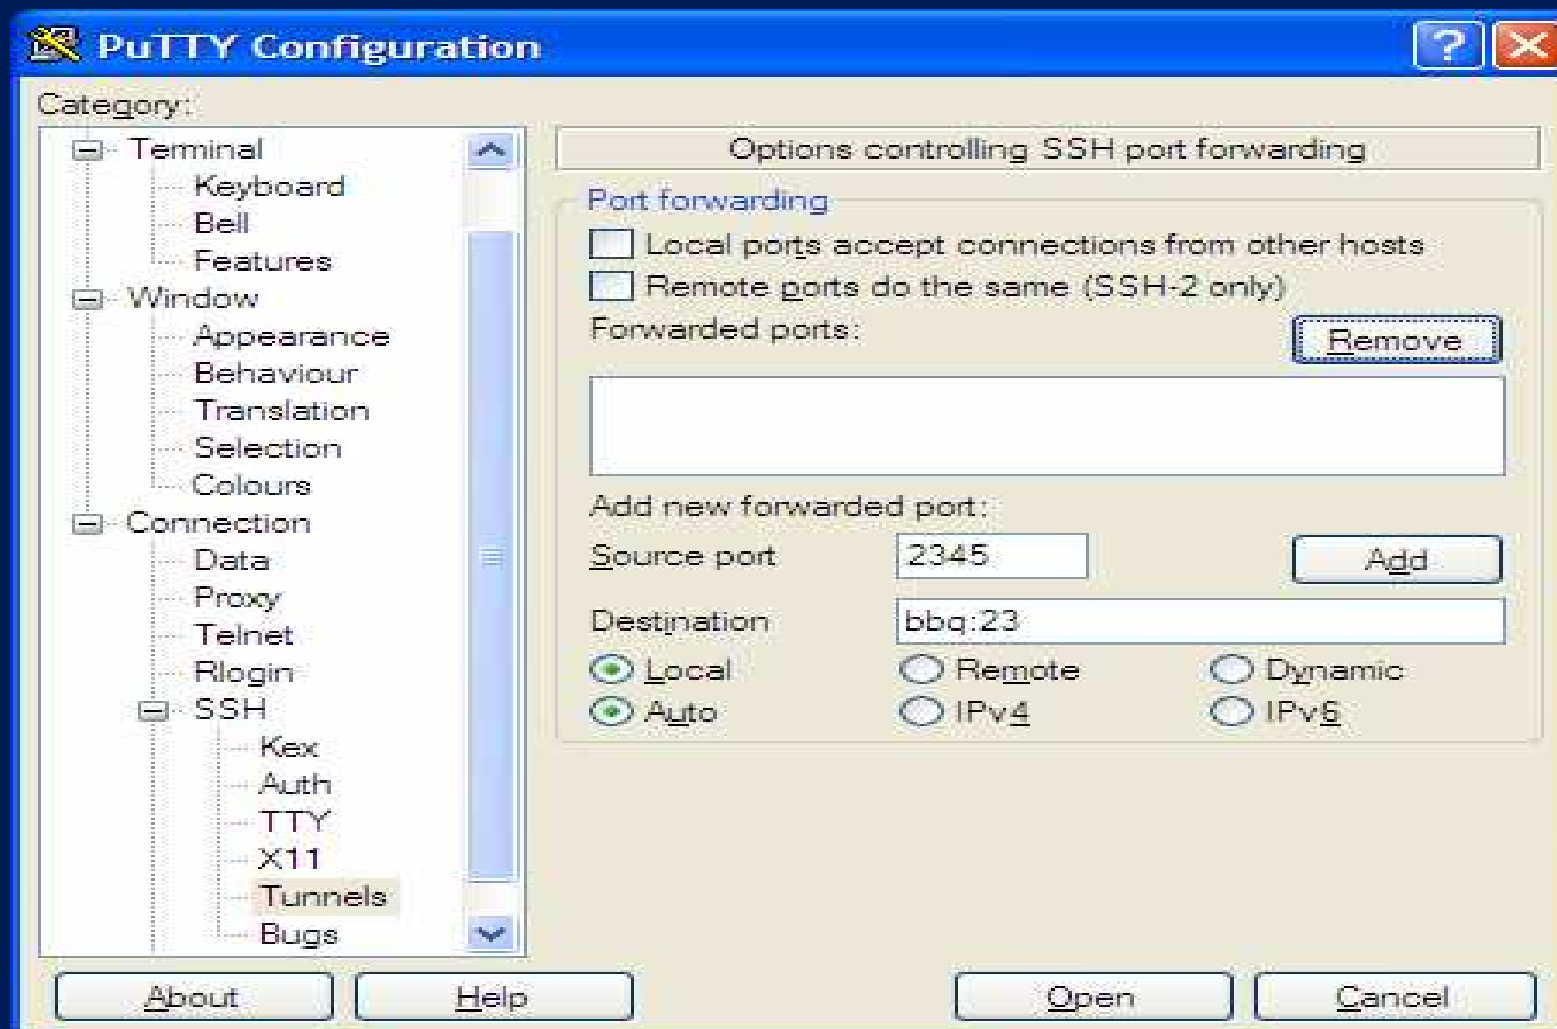 PuTTY Configuration
Category:
Terminal
Keyboard
Bell
Features
Window
Appearance
Behaviour
Translation
Selection
Colours
Connection
Data
Proxy
Telnet
Rlogin
SSH
Kex
Auth
TTY
X11
Tunnels
Bugs
Options controlling SSH port forwarding
Port forwarding
Local ports accept connections from other hosts
Remote ports do the same (SSH-2 only)
Forwarded ports:
Remove
Add new forwarded port:
Source port 2345 Add
Destination bbq:23
Local Remote Dynamic
Auto IPv4 IPv6
About Help Open Cancel